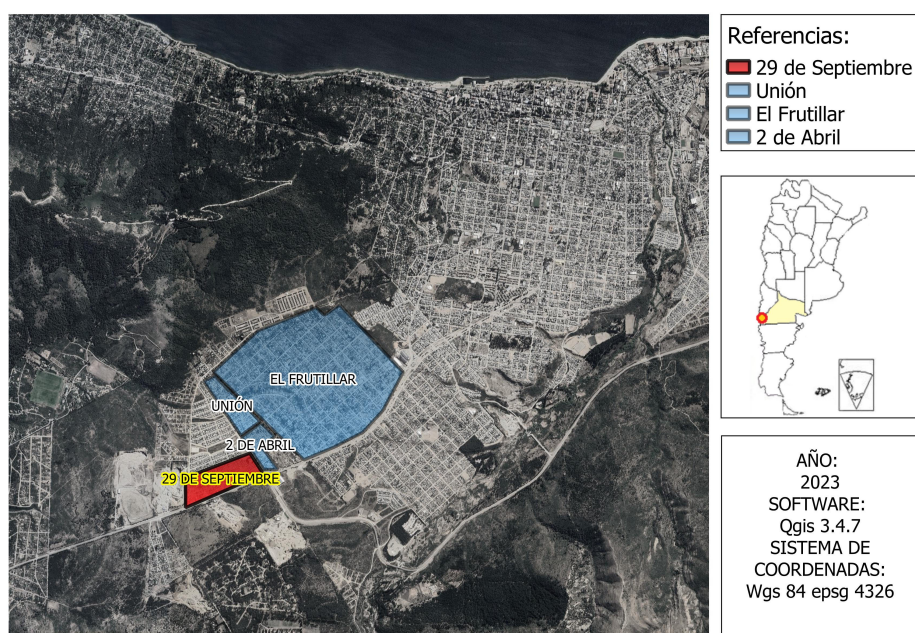 EL FRUTILLAR
UNIÓN
2 DE ABRIL
29 DE SEPTIEMBRE
Referencias:
29 de Septiembre
Unión
El Frutillar
2 de Abril
AÑO:
2023
SOFTWARE:
Qgis 3.4.7
SISTEMA DE
COORDENADAS:
Wgs 84 epsg 4326